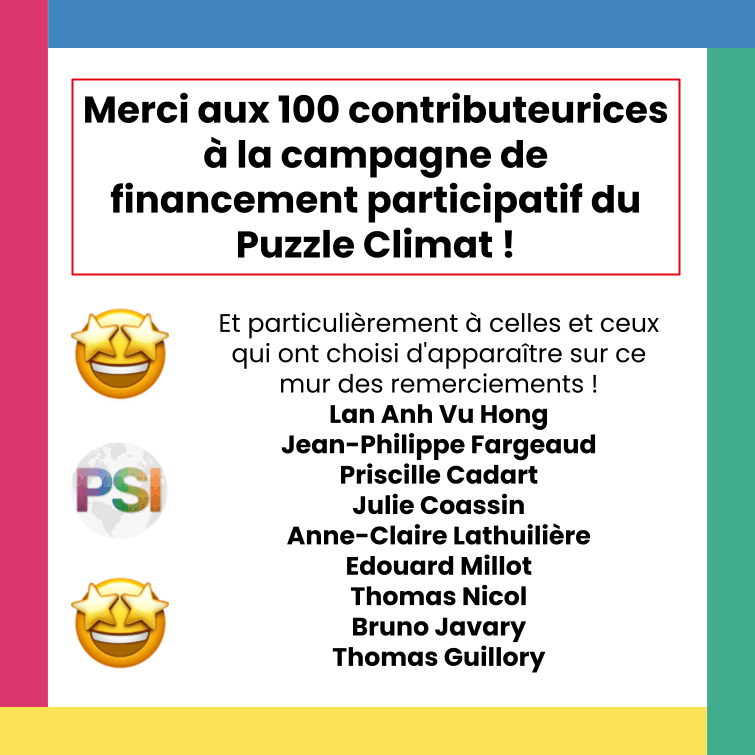 Merci aux 100 contributeurices
à la campagne de
financement participatif du
Puzzle Climat !
Et particulièrement à celles et ceux
qui ont choisi d'apparaître sur ce
mur des remerciements !
Lan Anh Vu Hong
Jean-Philippe Fargeaud
Priscille Cadart
PSI
Julie Coassin
Anne-Claire Lathuilière
Edouard Millot
Thomas Nicol
Bruno Javary
Thomas Guillory